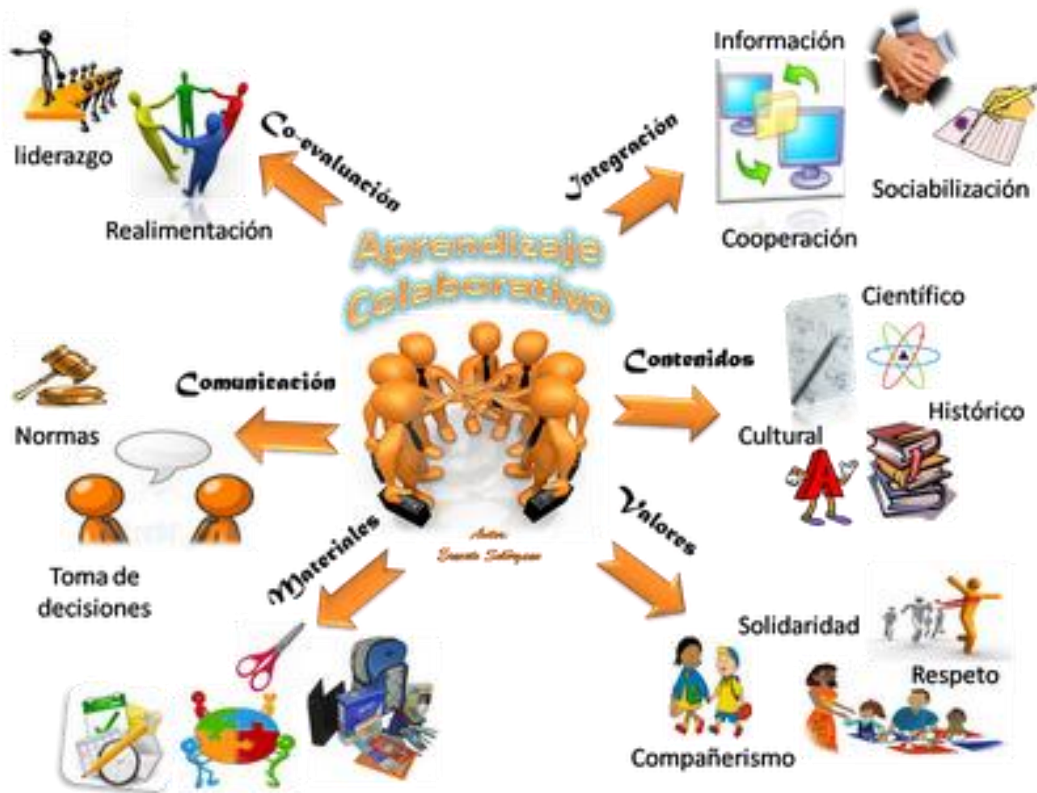 liderazgo
Realimentación
Co-evaluación
Integración
Información
Cooperación
Sociabilización
Aprendizaje
Colaborativo
Comunicación
Normas
Toma de
decisiones
Contenidos
Científico
Histórico
Cultural
Materiales
Valores
Solidaridad
Respeto
Compañerismo